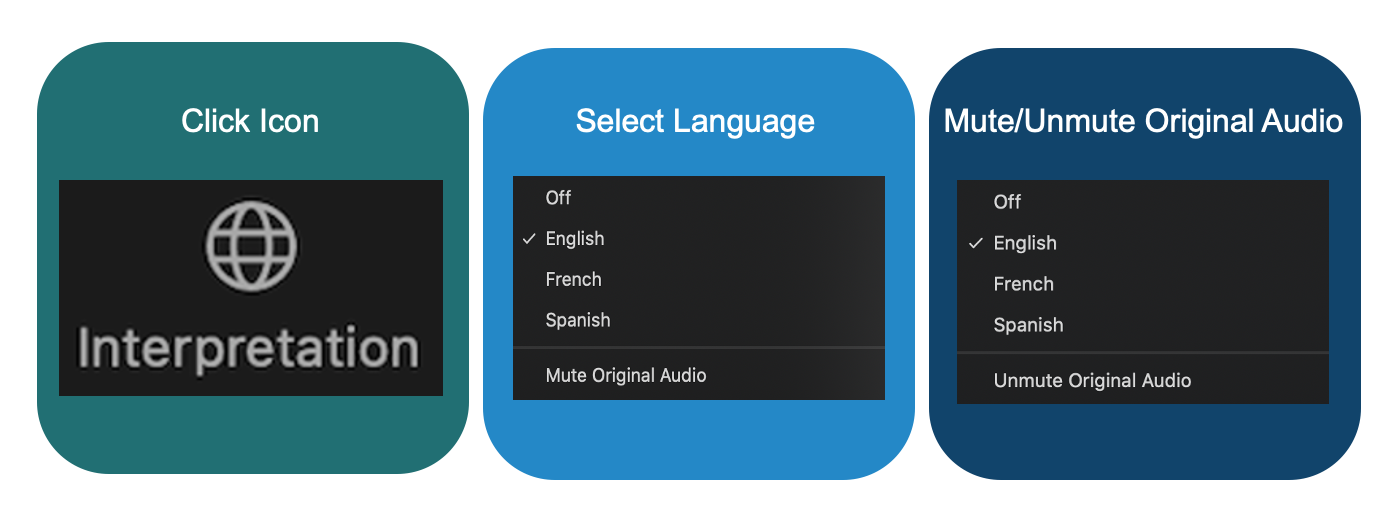 Click Icon
Interpretation
Select Language
Off
English
French
Spanish
Mute Original Audio
Mute/Unmute Original Audio
Off
English
French
Spanish
Unmute Original Audio